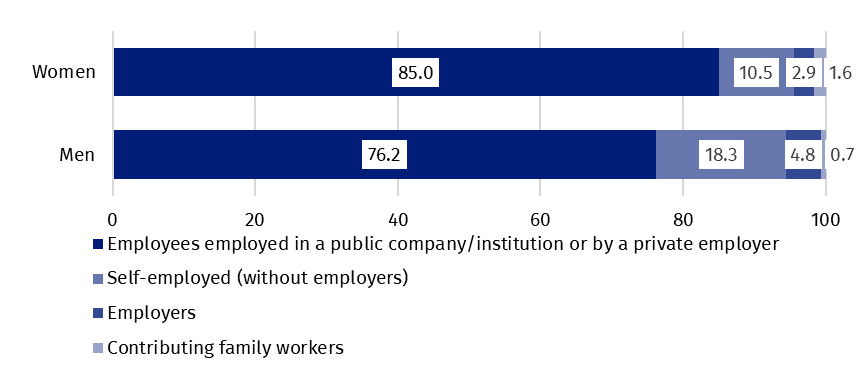 Women 85.0 10.5 2.9 1.6
Men 76.2 18.3 4.8 0.7
0 20 40 60 80 100
Employees employed in a public company/institution or by a private employer
Self-employed (without employers)
Employers
Contributing family workers